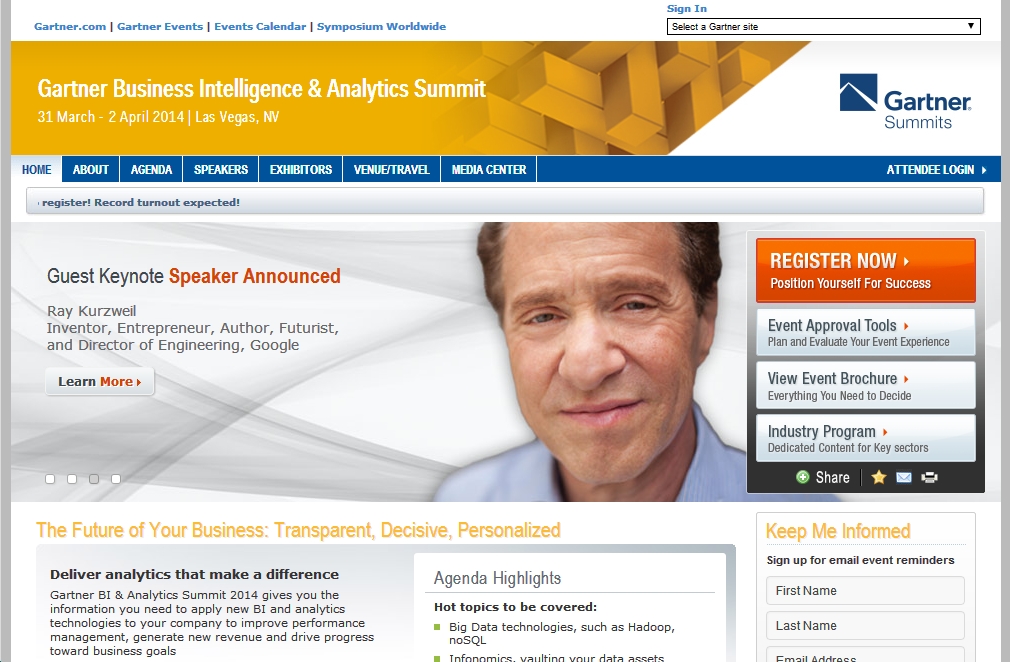 Gartner.com | Gartner Events | Events Calendar | Symposium Worldwide
Sign In
Select a Gartner site
Gartner Business Intelligence & Analytics Summit
31 March - 2 April 2014 | Las Vegas, NV
Gartner
Summits
HOME
ABOUT
AGENDA
SPEAKERS
EXHIBITORS
VENUE/TRAVEL
MEDIA CENTER
ATTENDEE LOGIN
register! Record turnout expected!
Guest Keynote Speaker Announced
Ray Kurzweil
Inventor, Entrepreneur, Author, Futurist,
and Director of Engineering, Google
Learn More
REGISTER NOW
Position Yourself For Success
Event Approval Tools
Plan and Evaluate Your Event Experience
View Event Brochure
Everything You Need to Decide
Industry Program
Dedicated Content for Key sectors
Share
The Future of Your Business: Transparent, Decisive, Personalized
Deliver analytics that make a difference
Gartner BI & Analytics Summit 2014 gives you the
information you need to apply new BI and analytics
technologies to your company to improve performance
management, generate new revenue and drive progress
toward business goals
Agenda Highlights
Hot topics to be covered:
Big Data technologies, such as Hadoop,
noSQL
Infonomics, vaulting your data assets
Keep Me Informed
Sign up for email event reminders
First Name
Last Name
Email Address